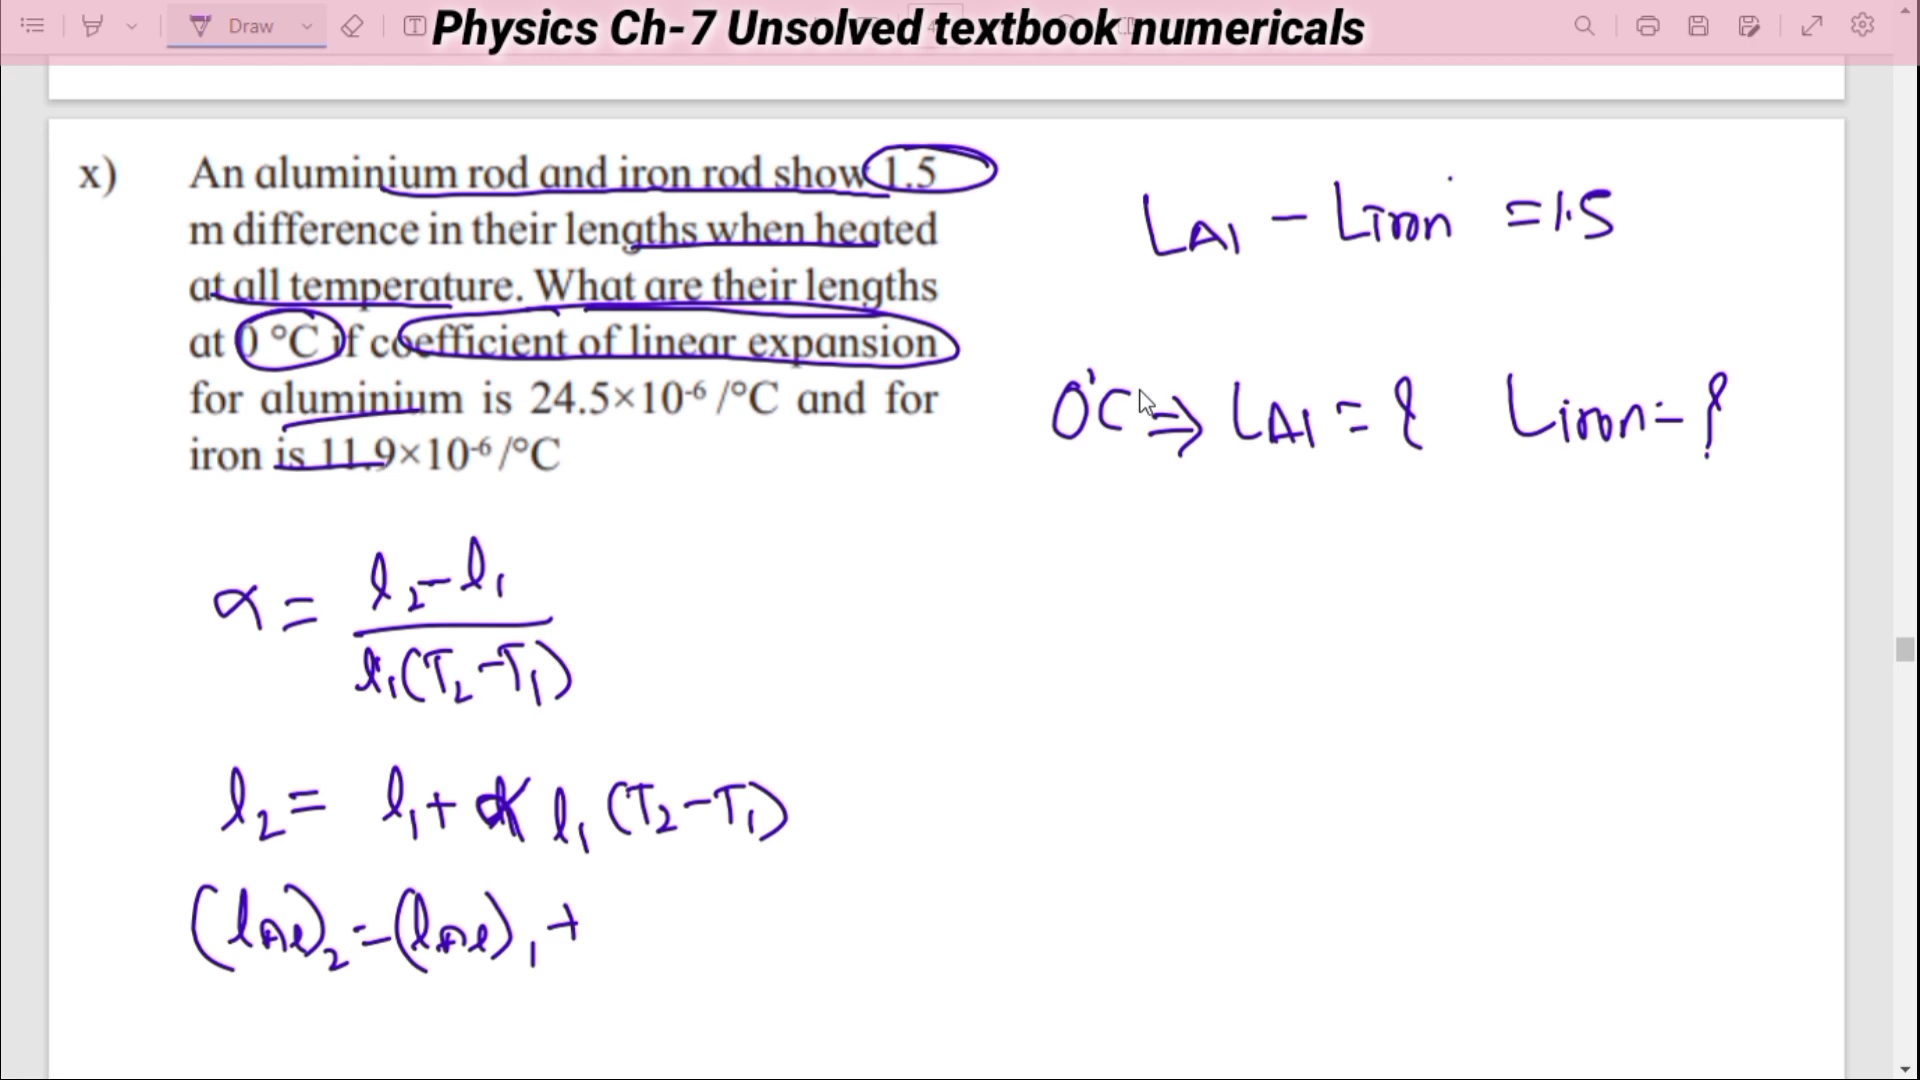 Draw
Physics Ch-7 Unsolved textbook numericals
x) An aluminium rod and iron rod show 1.5
m difference in their lengths when heated
at all temperature. What are their lengths
at 0 °C if coefficient of linear expansion
for aluminium is 24.5×10⁻⁶ /°C and for
iron is 11.9×10⁻⁶ /°C
LAl - Liron = 1.5
0°C ⇒ LAl = ? Liron = ?
α = l₂ - l₁ / l₁(T₂ - T₁)
l₂ = l₁ + α l₁ (T₂ - T₁)
(lAl)₂ = (lAl)₁ +